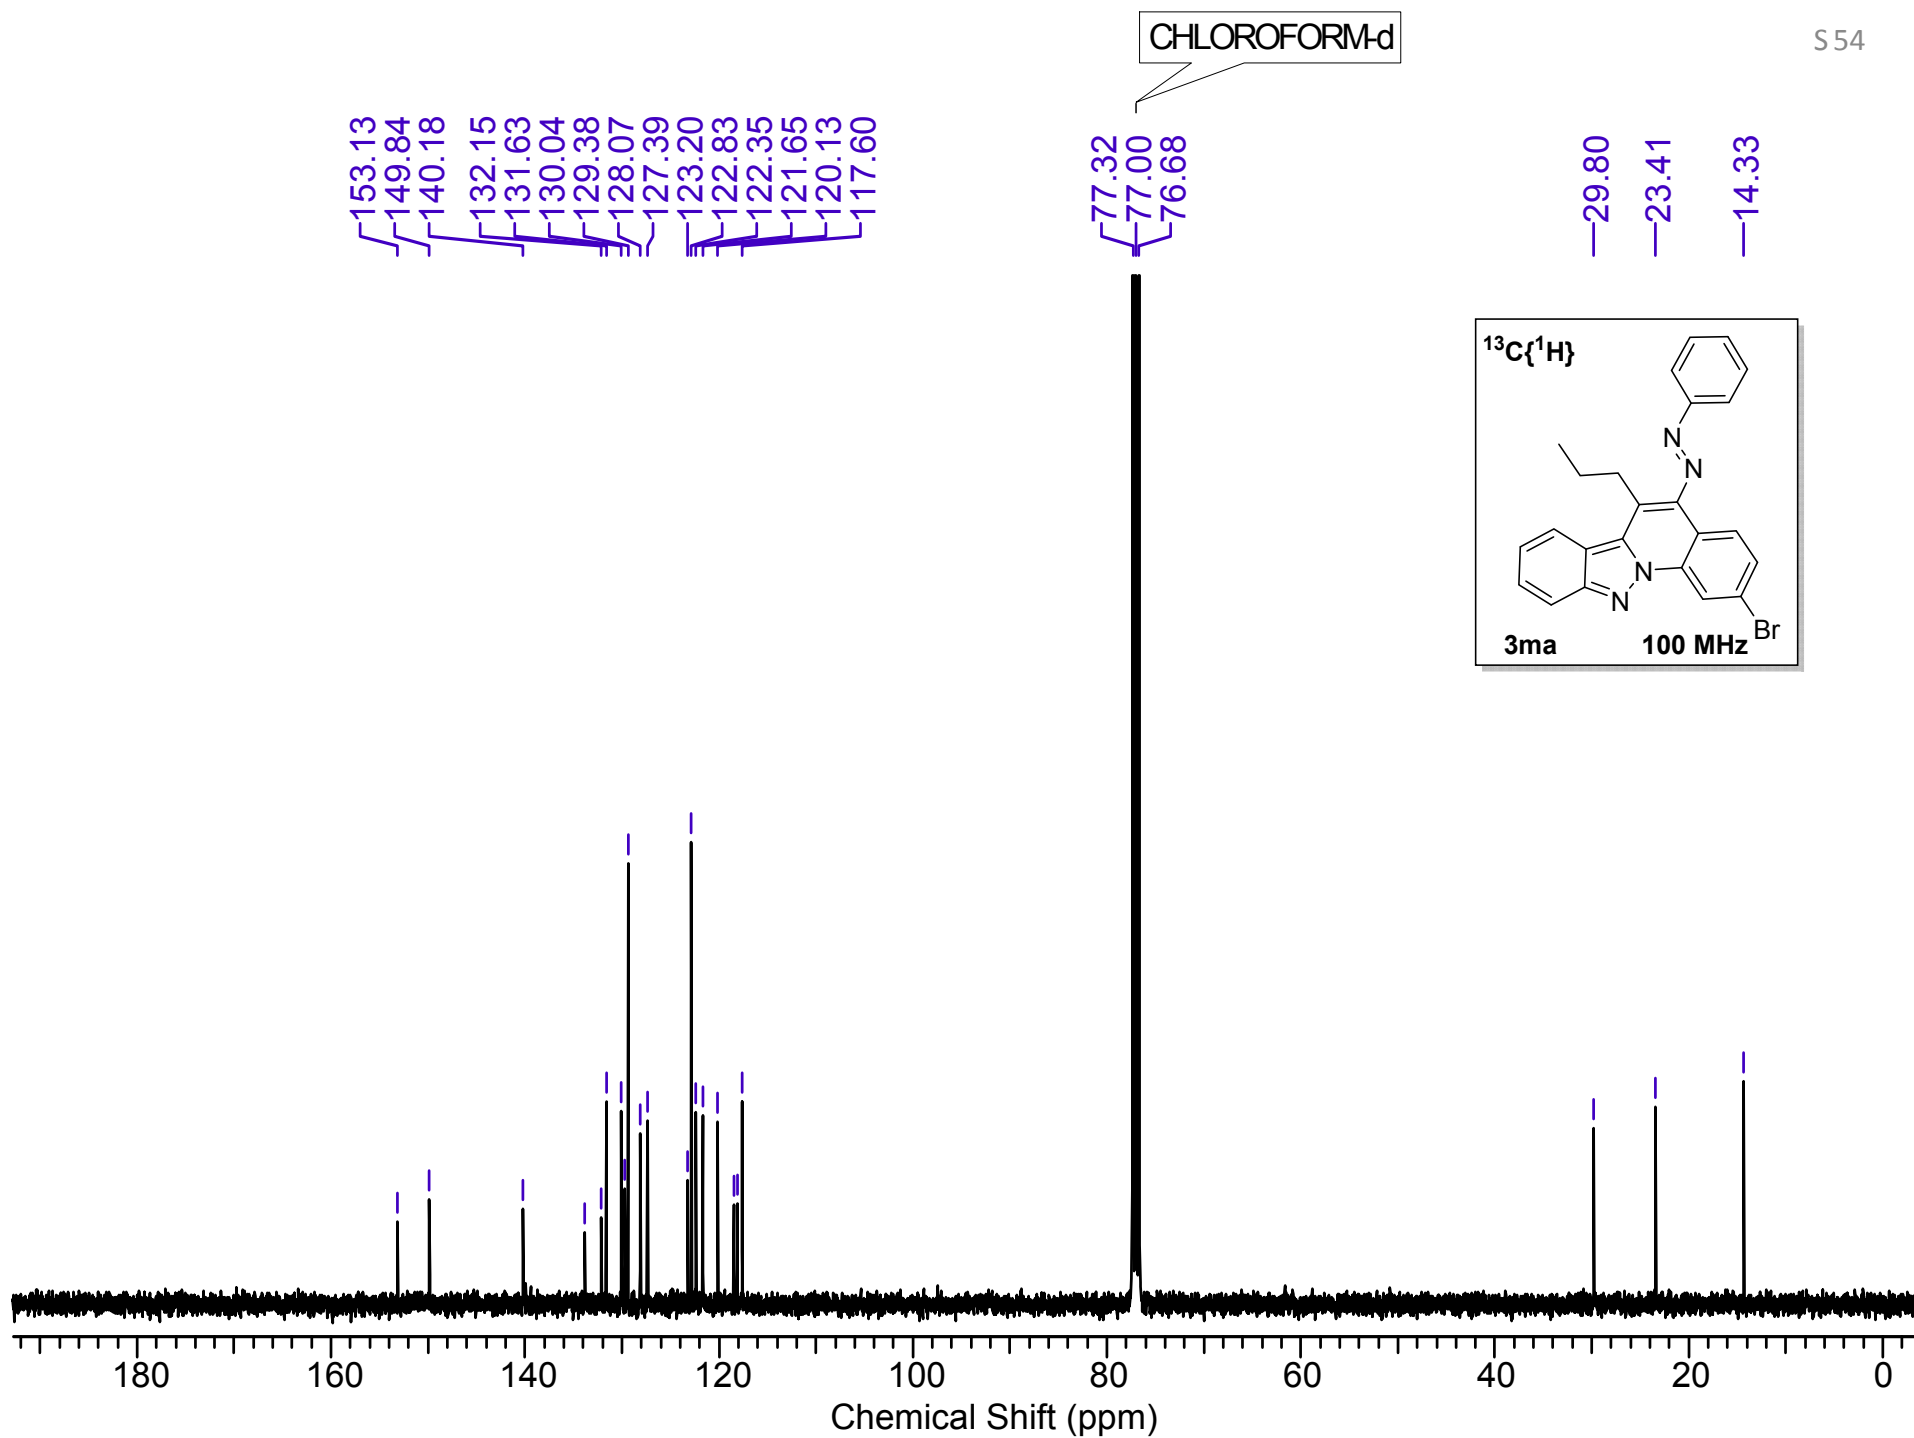 CHLOROFORM-d
S 54
153.13
149.84
140.18
132.15
131.63
130.04
129.38
128.07
127.39
123.20
122.83
122.35
121.65
120.13
117.60
77.32
77.00
76.68
29.80
23.41
14.33
¹³C{¹H}
N
N
N
N
Br
3ma 100 MHz
180 160 140 120 100 80 60 40 20 0
Chemical Shift (ppm)